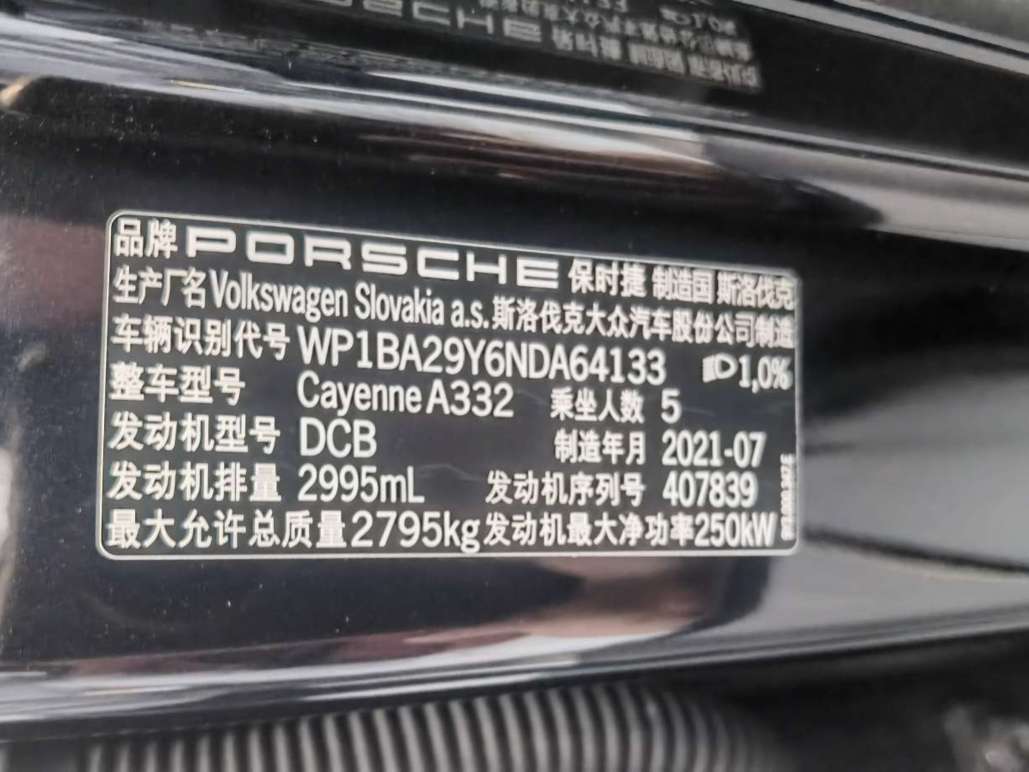 品牌 PORSCHE 保时捷 制造国 斯洛伐克
生产厂名 Volkswagen Slovakia a.s. 斯洛伐克大众汽车股份公司制造
车辆识别代号 WP1BA29Y6NDA64133 1,0%
整车型号 Cayenne A332 乘坐人数 5
发动机型号 DCB 制造年月 2021-07
发动机排量 2995mL 发动机序列号 407839
最大允许总质量 2795kg 发动机最大净功率 250kW